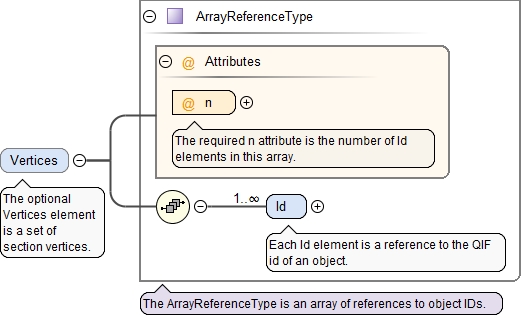 ArrayReferenceType
@ Attributes
@ n
The required n attribute is the number of Id
elements in this array.
Vertices
The optional
Vertices element
is a set of
section vertices.
1..∞
Id
Each Id element is a reference to the QIF
id of an object.
The ArrayReferenceType is an array of references to object IDs.